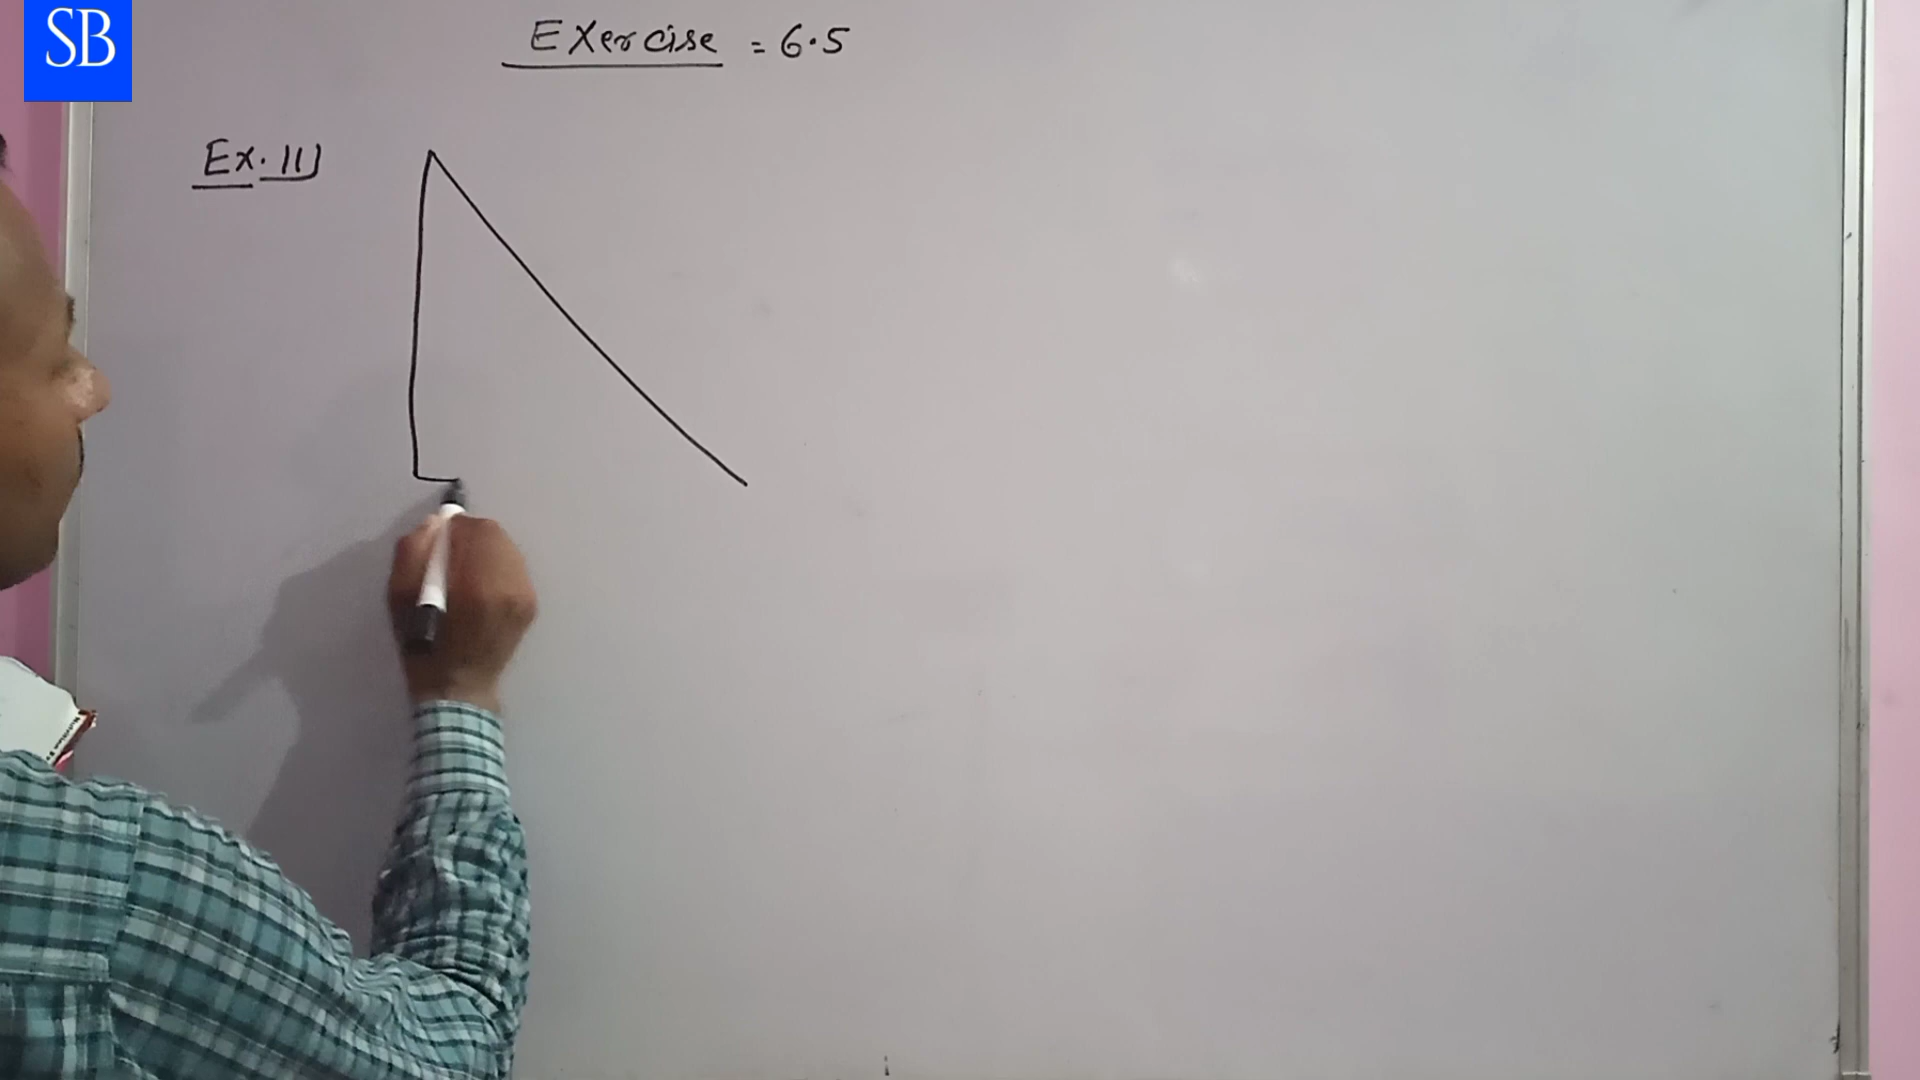 SB
Exercise = 6.5
Ex. 11)